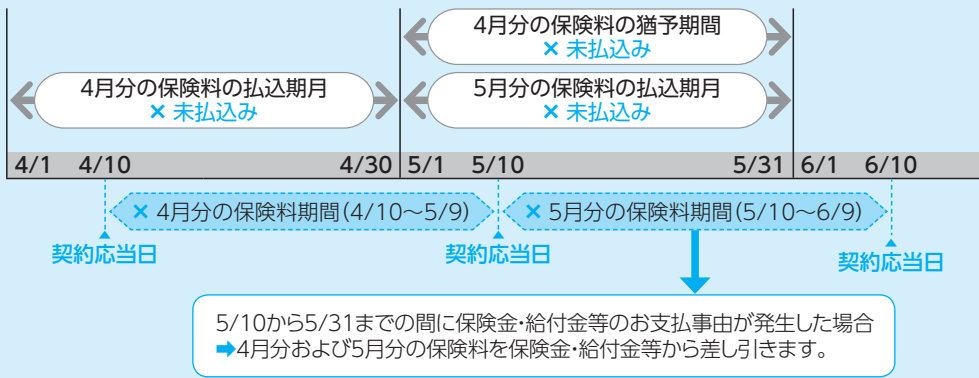 4月分の保険料の猶予期間
× 未払込み
4月分の保険料の払込期月
× 未払込み
5月分の保険料の払込期月
× 未払込み
4/1 4/10 4/30 5/1 5/10 5/31 6/1 6/10
× 4月分の保険料期間(4/10~5/9)
× 5月分の保険料期間(5/10~6/9)
契約応当日
契約応当日
契約応当日
5/10から5/31までの間に保険金・給付金等のお支払事由が発生した場合
➡4月分および5月分の保険料を保険金・給付金等から差し引きます。